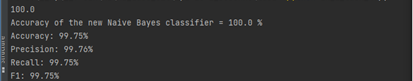 100.0
Accuracy of the new Naive Bayes classifier = 100.0 %
Accuracy: 99.75%
Precision: 99.76%
Recall: 99.75%
F1: 99.75%